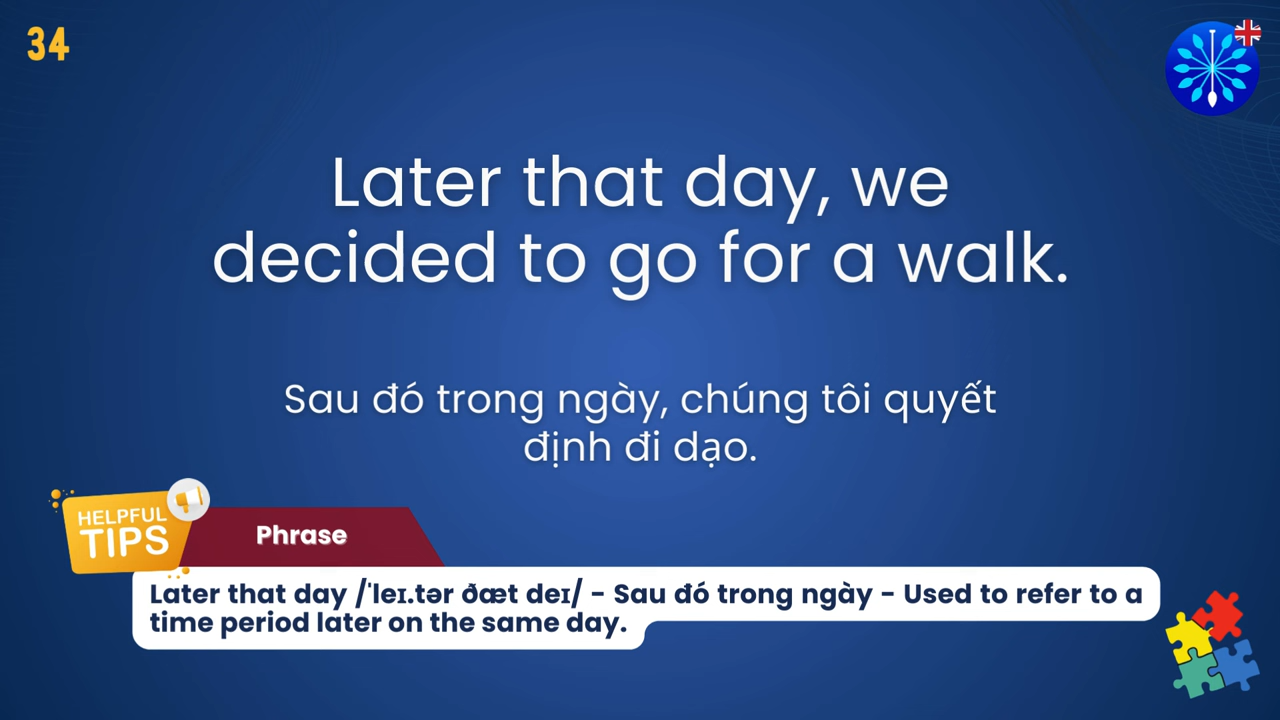 34
Later that day, we
decided to go for a walk.
Sau đó trong ngày, chúng tôi quyết
định đi dạo.
HELPFUL
TIPS
Phrase
Later that day /ˈleɪ.tər ðæt deɪ/ - Sau đó trong ngày - Used to refer to a
time period later on the same day.